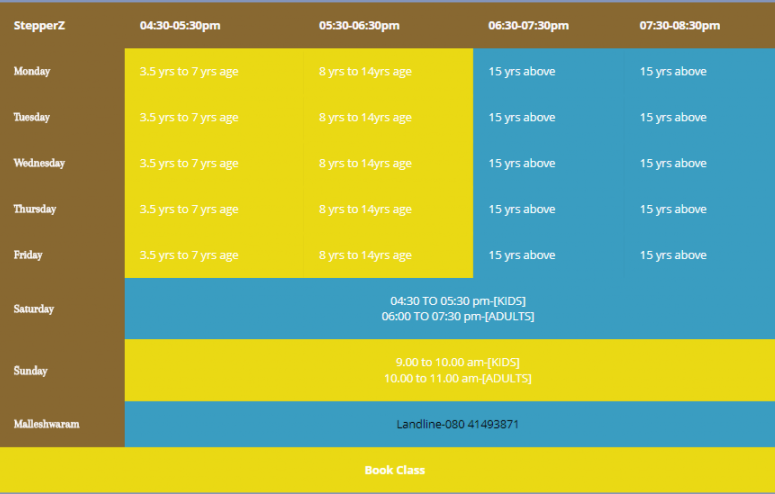 StepperZ 04:30-05:30pm 05:30-06:30pm 06:30-07:30pm 07:30-08:30pm
Monday 3.5 yrs to 7 yrs age 8 yrs to 14yrs age 15 yrs above 15 yrs above
Tuesday 3.5 yrs to 7 yrs age 8 yrs to 14yrs age 15 yrs above 15 yrs above
Wednesday 3.5 yrs to 7 yrs age 8 yrs to 14yrs age 15 yrs above 15 yrs above
Thursday 3.5 yrs to 7 yrs age 8 yrs to 14yrs age 15 yrs above 15 yrs above
Friday 3.5 yrs to 7 yrs age 8 yrs to 14yrs age 15 yrs above 15 yrs above
Saturday
04:30 TO 05:30 pm-[KIDS]
06:00 TO 07:30 pm-[ADULTS]
Sunday
9.00 to 10.00 am-[KIDS]
10.00 to 11.00 am-[ADULTS]
Malleshwaram Landline-080 41493871
Book Class